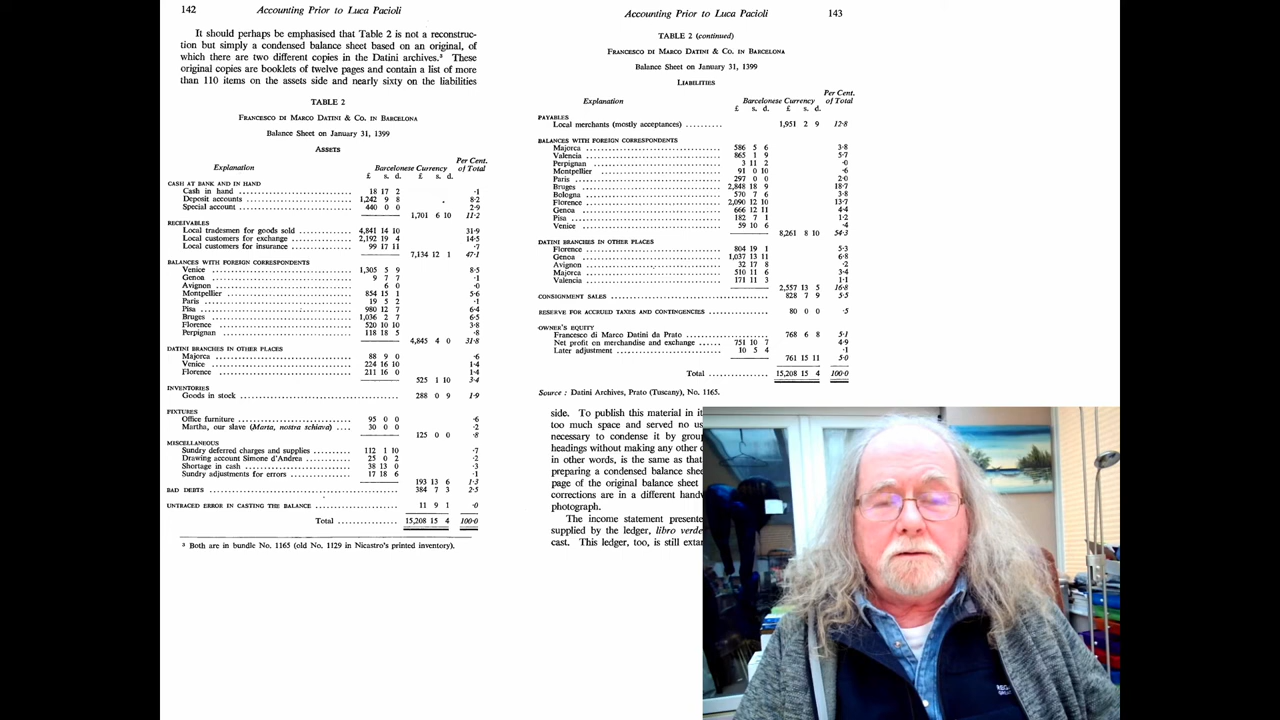 142 Accounting Prior to Luca Pacioli
It should perhaps be emphasised that Table 2 is not a reconstruc-
tion but simply a condensed balance sheet based on an original, of
which there are two different copies in the Datini archives.³ These
original copies are booklets of twelve pages and contain a list of more
than 110 items on the assets side and nearly sixty on the liabilities
TABLE 2
FRANCESCO DI MARCO DATINI & CO. IN BARCELONA
Balance Sheet on January 31, 1399
ASSETS
Explanation Barcelonese Currency Per Cent. of Total
£ s. d. £ s. d.
CASH AT BANK AND IN HAND
Cash in hand 18 17 2 ·1
Deposit accounts 1,242 9 8 8·2
Special account 440 0 0 2·9
1,701 6 10 11·2
RECEIVABLES
Local tradesmen for goods sold 4,841 14 10 31·9
Local customers for exchange 2,192 19 4 14·5
Local customers for insurance 99 17 11 ·7
7,134 12 1 47·1
BALANCES WITH FOREIGN CORRESPONDENTS
Venice 1,305 5 9 8·5
Genoa 9 7 7 ·1
Avignon 6 0 ·0
Montpellier 854 15 1 5·6
Paris 19 5 2 ·1
Pisa 980 12 7 6·4
Bruges 1,036 2 7 6·5
Florence 520 10 10 3·8
Perpignan 118 18 5 ·8
4,845 4 0 31·8
DATINI BRANCHES IN OTHER PLACES
Majorca 88 9 0 ·6
Venice 224 16 10 1·4
Florence 211 16 0 1·4
525 1 10 3·4
INVENTORIES
Goods in stock 288 0 9 1·9
FIXTURES
Office furniture 95 0 0 ·6
Martha, our slave (Marta, nostra schiava) 30 0 0 ·2
125 0 0 ·8
MISCELLANEOUS
Sundry deferred charges and supplies 112 1 10 ·7
Drawing account Simone d'Andrea 25 0 2 ·2
Shortage in cash 38 13 0 ·3
Sundry adjustments for errors 17 18 6 ·1
193 13 6 1·3
BAD DEBTS 384 7 3 2·5
UNTRACED ERROR IN CASTING THE BALANCE 11 9 1 ·0
Total 15,208 15 4 100·0
³ Both are in bundle No. 1165 (old No. 1129 in Nicastro's printed inventory).
Accounting Prior to Luca Pacioli 143
TABLE 2 (continued)
FRANCESCO DI MARCO DATINI & CO. IN BARCELONA
Balance Sheet on January 31, 1399
LIABILITIES
Explanation Barcelonese Currency Per Cent. of Total
£ s. d. £ s. d.
PAYABLES
Local merchants (mostly acceptances) 1,951 2 9 12·8
BALANCES WITH FOREIGN CORRESPONDENTS
Majorca 586 5 6 3·8
Valencia 865 1 9 5·7
Perpignan 3 11 2 ·0
Montpellier 91 0 10 ·6
Paris 297 0 0 2·0
Bruges 2,848 18 9 18·7
Bologna 570 7 6 3·8
Florence 2,090 12 10 13·7
Genoa 666 12 11 4·4
Pisa 182 7 1 1·2
Venice 59 10 6 ·4
8,261 8 10 54·3
DATINI BRANCHES IN OTHER PLACES
Florence 804 19 1 5·3
Genoa 1,037 13 11 6·8
Avignon 32 17 8 ·2
Majorca 510 11 6 3·4
Valencia 171 11 3 1·1
2,557 13 5 16·8
CONSIGNMENT SALES 828 7 9 5·5
RESERVE FOR ACCRUED TAXES AND CONTINGENCIES 80 0 0 ·5
OWNER'S EQUITY
Francesco di Marco Datini da Prato 768 6 8 5·1
Net profit on merchandise and exchange 751 10 7 4·9
Later adjustment 10 5 4 ·1
761 15 11 5·0
Total 15,208 15 4 100·0
Source : Datini Archives, Prato (Tuscany), No. 1165.
side. To publish this material in it
too much space and served no us
necessary to condense it by grou
headings without making any other c
in other words, is the same as that
preparing a condensed balance shee
page of the original balance sheet
corrections are in a different handw
photograph.
The income statement presente
supplied by the ledger, libro verde
cast. This ledger, too, is still extan